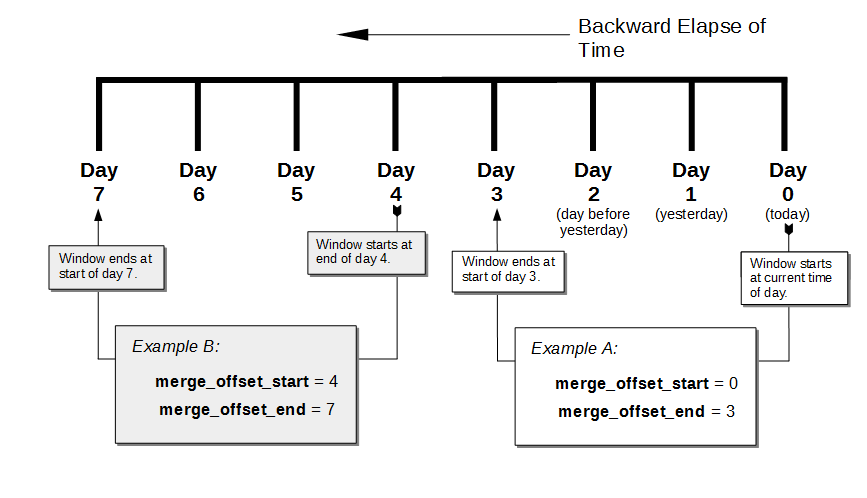 Backward Elapse of
Time
Day
7
Day
6
Day
5
Day
4
Day
3
Day
2
(day before
yesterday)
Day
1
(yesterday)
Day
0
(today)
Window ends at
start of day 7.
Window starts at
end of day 4.
Window ends at
start of day 3.
Window starts
at current time
of day.
Example B:
merge_offset_start = 4
merge_offset_end = 7
Example A:
merge_offset_start = 0
merge_offset_end = 3